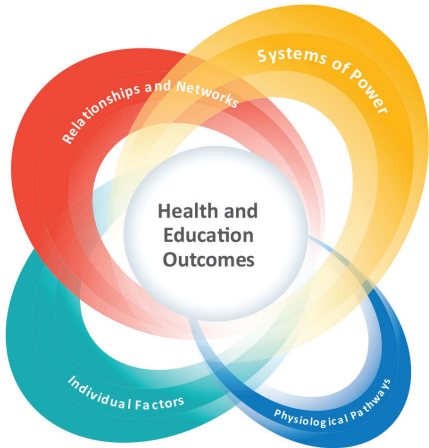 Systems of Power
Relationships and Networks
Health and
Education
Outcomes
Individual Factors
Physiological Pathways